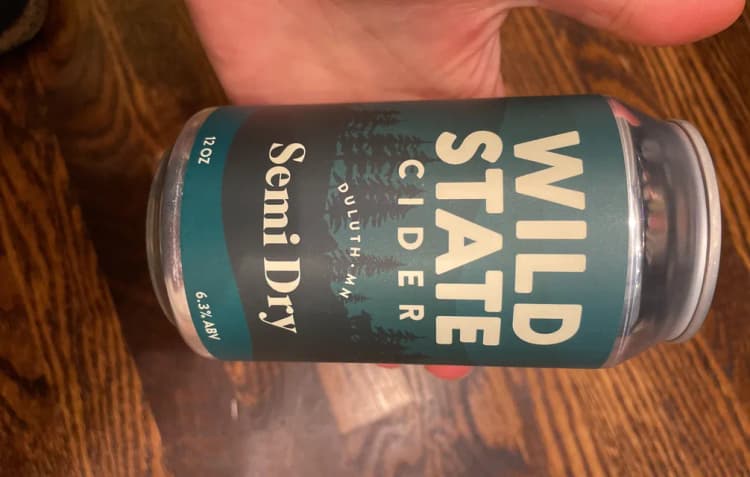 WILD
STATE
CIDER
DULUTH • MN
Semi Dry
12 OZ
6.3% ABV